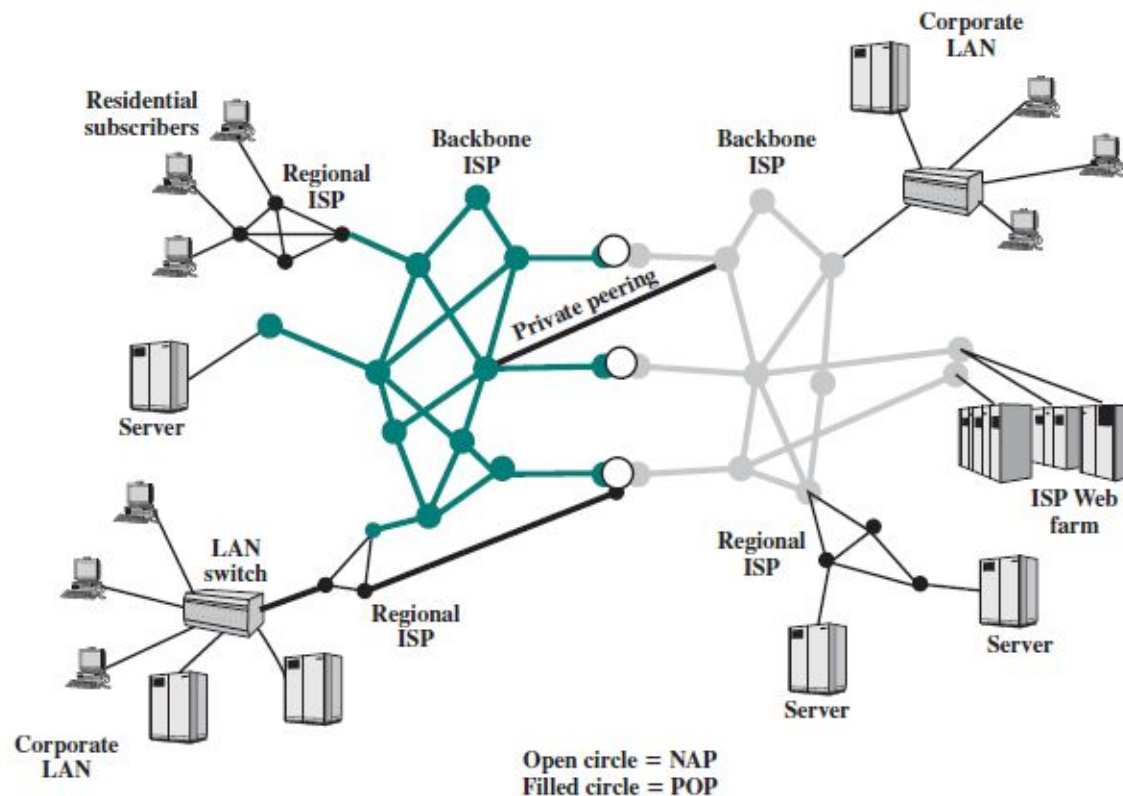 Corporate
LAN
Residential
subscribers
Backbone
ISP
Backbone
ISP
Regional
ISP
Private peering
Server
ISP Web
farm
LAN
switch
Regional
ISP
Regional
ISP
Server
Server
Corporate
LAN
Open circle = NAP
Filled circle = POP